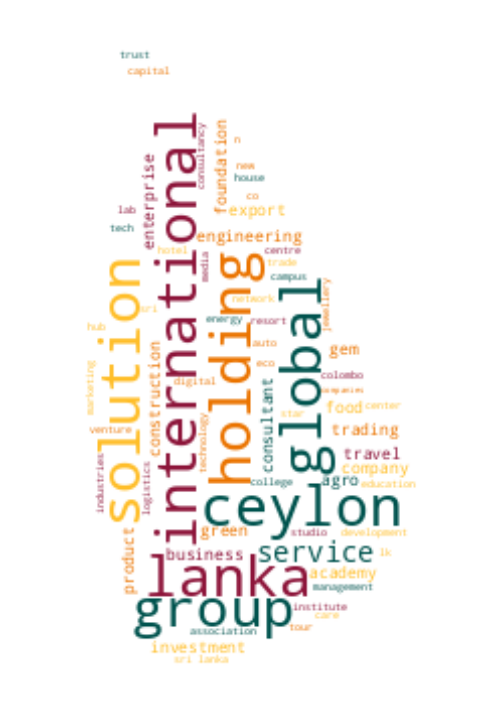 trust
capital
international
consultancy
foundation
n
enterprise
new
house
co
lab
export
tech
engineering
hotel
centre
media
holding
trade
solution
campus
global
jewellery
network
sri
energy
resort
hub
auto
construction
gem
eco
marketing
digital
colombo
consultant
companies
food
center
star
venture
technology
trading
travel
industries
logistics
company
college
agro
education
ceylon
product
green
studio
development
business
service
lk
lanka
academy
management
group
institute
care
association
tour
investment
sri lanka